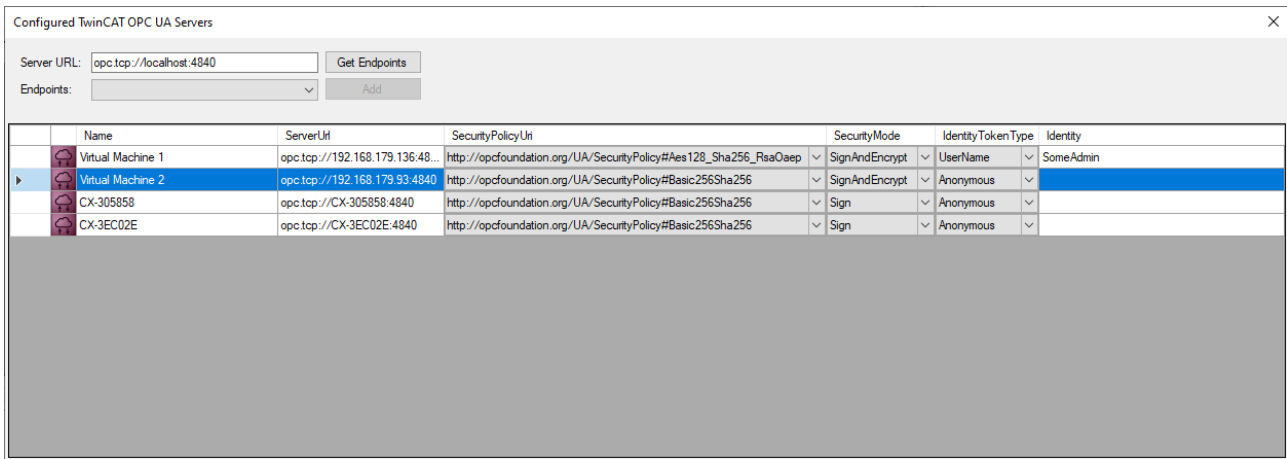 Configured TwinCAT OPC UA Servers
Server URL: opc.tcp://localhost:4840 Get Endpoints
Endpoints: Add
Name ServerUrl SecurityPolicyUri SecurityMode IdentityTokenType Identity
Virtual Machine 1 opc.tcp://192.168.179.136:48... http://opcfoundation.org/UA/SecurityPolicy#Aes128_Sha256_RsaOaep SignAndEncrypt UserName SomeAdmin
Virtual Machine 2 opc.tcp://192.168.179.93:4840 http://opcfoundation.org/UA/SecurityPolicy#Basic256Sha256 SignAndEncrypt Anonymous
CX-305858 opc.tcp://CX-305858:4840 http://opcfoundation.org/UA/SecurityPolicy#Basic256Sha256 Sign Anonymous
CX-3EC02E opc.tcp://CX-3EC02E:4840 http://opcfoundation.org/UA/SecurityPolicy#Basic256Sha256 Sign Anonymous